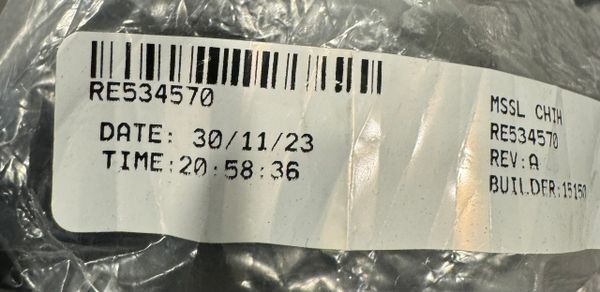 RE534570
DATE: 30/11/23
TIME:20:58:36
MSSL CHIH
RE534570
REV:A
BUILDER:15150